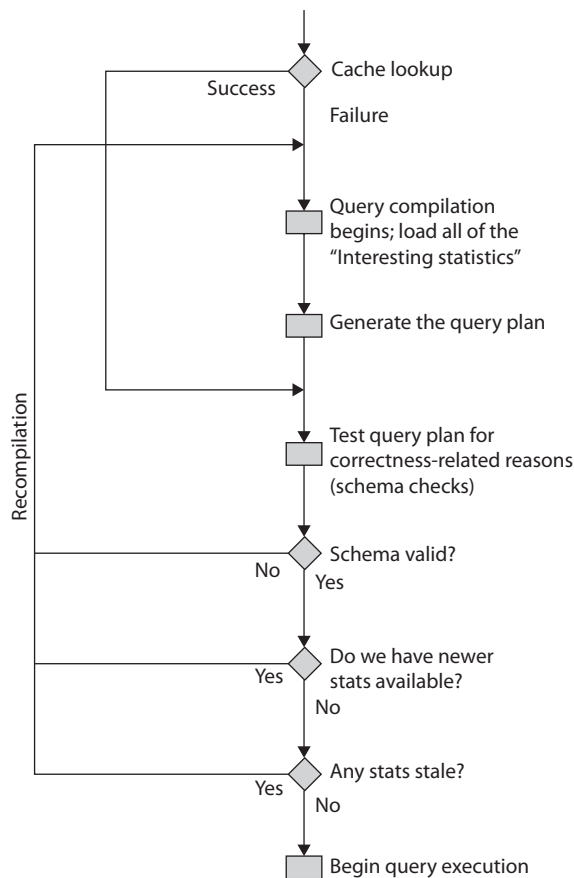 Cache lookup
Success
Failure
Query compilation
begins; load all of the
“Interesting statistics”
Generate the query plan
Recompilation
Test query plan for
correctness-related reasons
(schema checks)
Schema valid?
No
Yes
Do we have newer
stats available?
Yes
No
Any stats stale?
Yes
No
Begin query execution